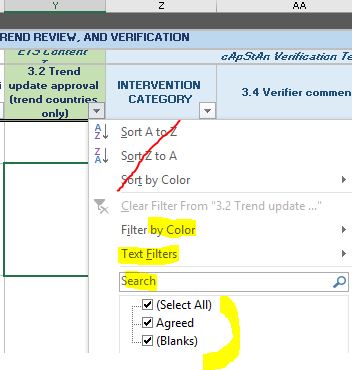 Y Z AA
REND REVIEW, AND VERIFICATION
ETS Content
cApStAn Verification Te
3.2 Trend
update approval
(trend countries
only)
INTERVENTION
CATEGORY
3.4 Verifier commen
Sort A to Z
Sort Z to A
Sort by Color
Clear Filter From "3.2 Trend update ..."
Filter by Color
Text Filters
Search
(Select All)
Agreed
(Blanks)